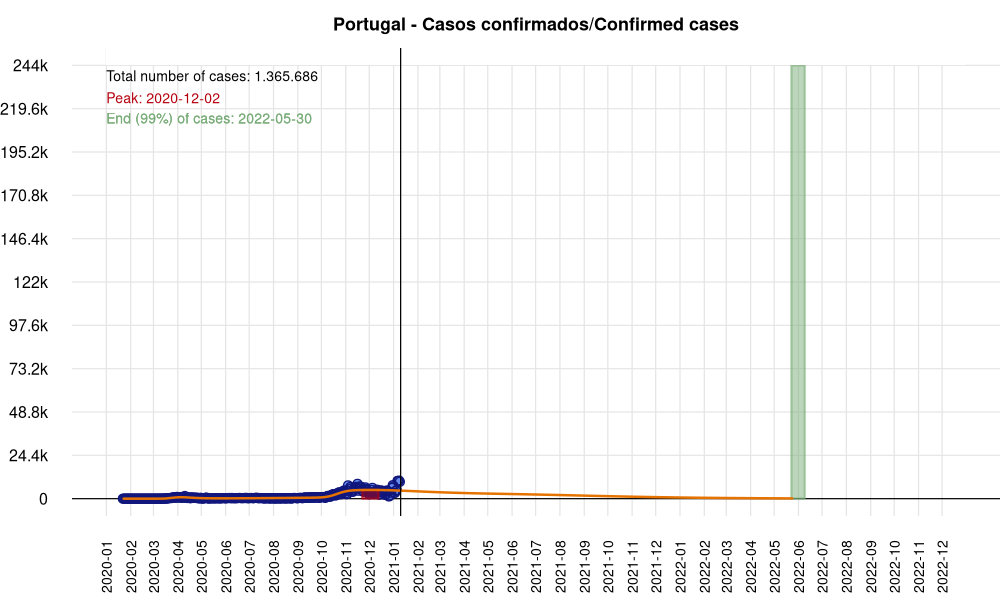 Portugal - Casos confirmados/Confirmed cases
Total number of cases: 1.365.686
Peak: 2020-12-02
End (99%) of cases: 2022-05-30
244k
219.6k
195.2k
170.8k
146.4k
122k
97.6k
73.2k
48.8k
24.4k
0
2020-01
2020-02
2020-03
2020-04
2020-05
2020-06
2020-07
2020-08
2020-09
2020-10
2020-11
2020-12
2021-01
2021-02
2021-03
2021-04
2021-05
2021-06
2021-07
2021-08
2021-09
2021-10
2021-11
2021-12
2022-01
2022-02
2022-03
2022-04
2022-05
2022-06
2022-07
2022-08
2022-09
2022-10
2022-11
2022-12